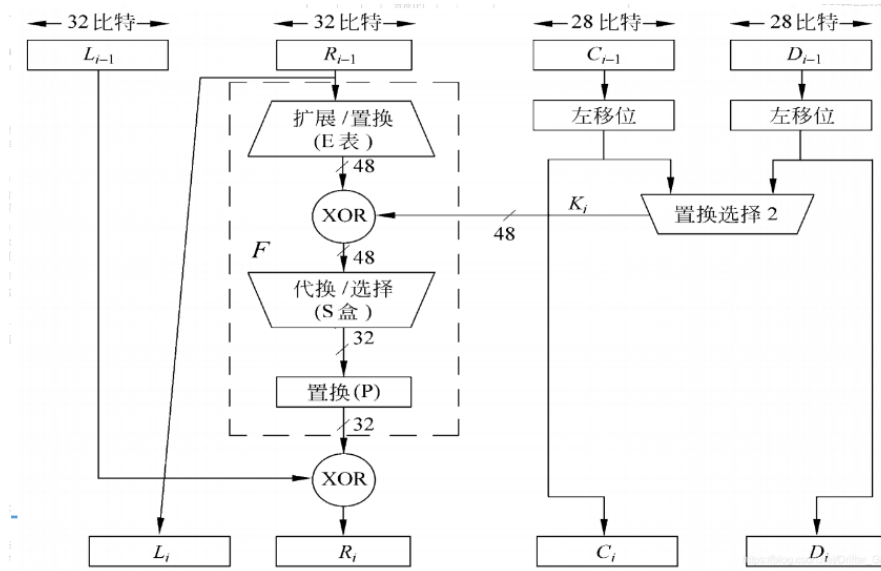 32比特 32比特 28比特 28比特
L_{i-1} R_{i-1} C_{i-1} D_{i-1}
扩展/置换
(E表)
左移位 左移位
48
XOR K_i 置换选择2
48
F 48
代换/选择
(S盒)
32
置换(P)
32
XOR
L_i R_i C_i D_i